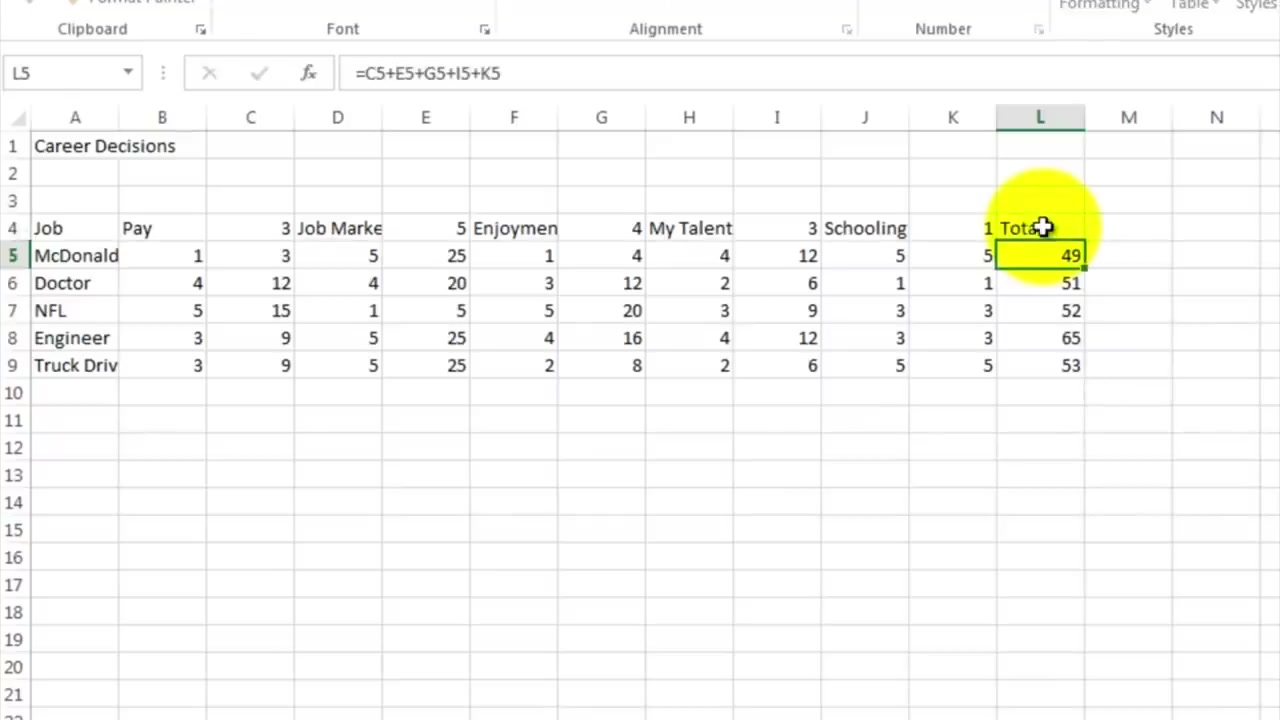 Format Painter
Formatting Table Styles
Clipboard Font Alignment Number Styles
L5 fx =C5+E5+G5+I5+K5
A B C D E F G H I J K L M N
1 Career Decisions
2
3
4 Job Pay 3 Job Marke 5 Enjoymen 4 My Talent 3 Schooling 1 Total
5 McDonald 1 3 5 25 1 4 4 12 5 5 49
6 Doctor 4 12 4 20 3 12 2 6 1 1 51
7 NFL 5 15 1 5 5 20 3 9 3 3 52
8 Engineer 3 9 5 25 4 16 4 12 3 3 65
9 Truck Driv 3 9 5 25 2 8 2 6 5 5 53
10
11
12
13
14
15
16
17
18
19
20
21